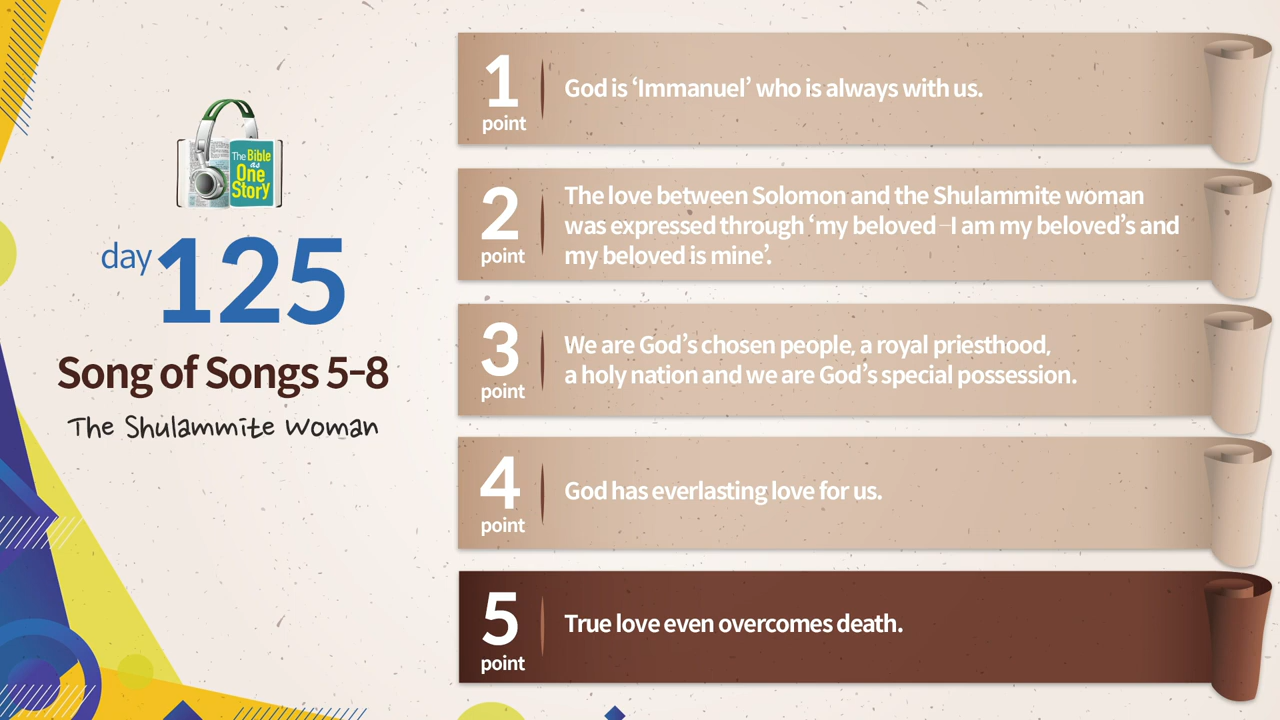 The Bible
as
One
Story
day 125
Song of Songs 5-8
The Shulammite Woman
1
point
God is ‘Immanuel’ who is always with us.
2
point
The love between Solomon and the Shulammite woman
was expressed through ‘my beloved –I am my beloved’s and
my beloved is mine’.
3
point
We are God’s chosen people, a royal priesthood,
a holy nation and we are God’s special possession.
4
point
God has everlasting love for us.
5
point
True love even overcomes death.